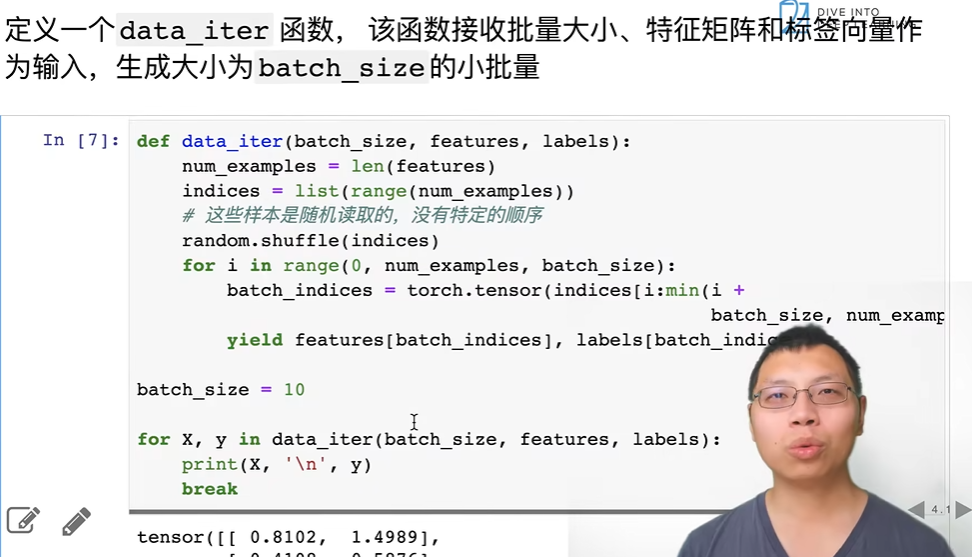 DIVE INTO
定义一个data_iter 函数， 该函数接收批量大小、特征矩阵和标签向量作
为输入，生成大小为batch_size的小批量
In [7]:
def data_iter(batch_size, features, labels):
num_examples = len(features)
indices = list(range(num_examples))
# 这些样本是随机读取的，没有特定的顺序
random.shuffle(indices)
for i in range(0, num_examples, batch_size):
batch_indices = torch.tensor(indices[i:min(i +
batch_size, num_examp
yield features[batch_indices], labels[batch_indic
batch_size = 10
for X, y in data_iter(batch_size, features, labels):
print(X, '\n', y)
break
4.1
tensor([[ 0.8102, 1.4989],